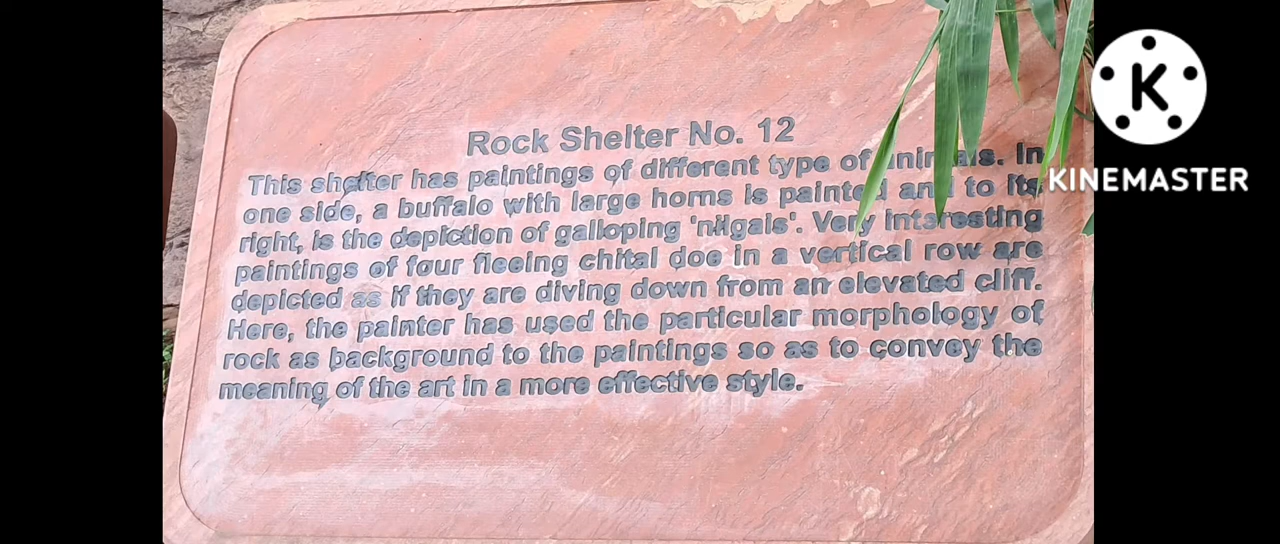 Rock Shelter No. 12
This shelter has paintings of different type of animals. In
one side, a buffalo with large horns is painted and to its
right, is the depiction of galloping 'nilgais'. Very interesting
paintings of four fleeing chital doe in a vertical row are
depicted as if they are diving down from an elevated cliff.
Here, the painter has used the particular morphology of
rock as background to the paintings so as to convey the
meaning of the art in a more effective style.
K
KINEMASTER